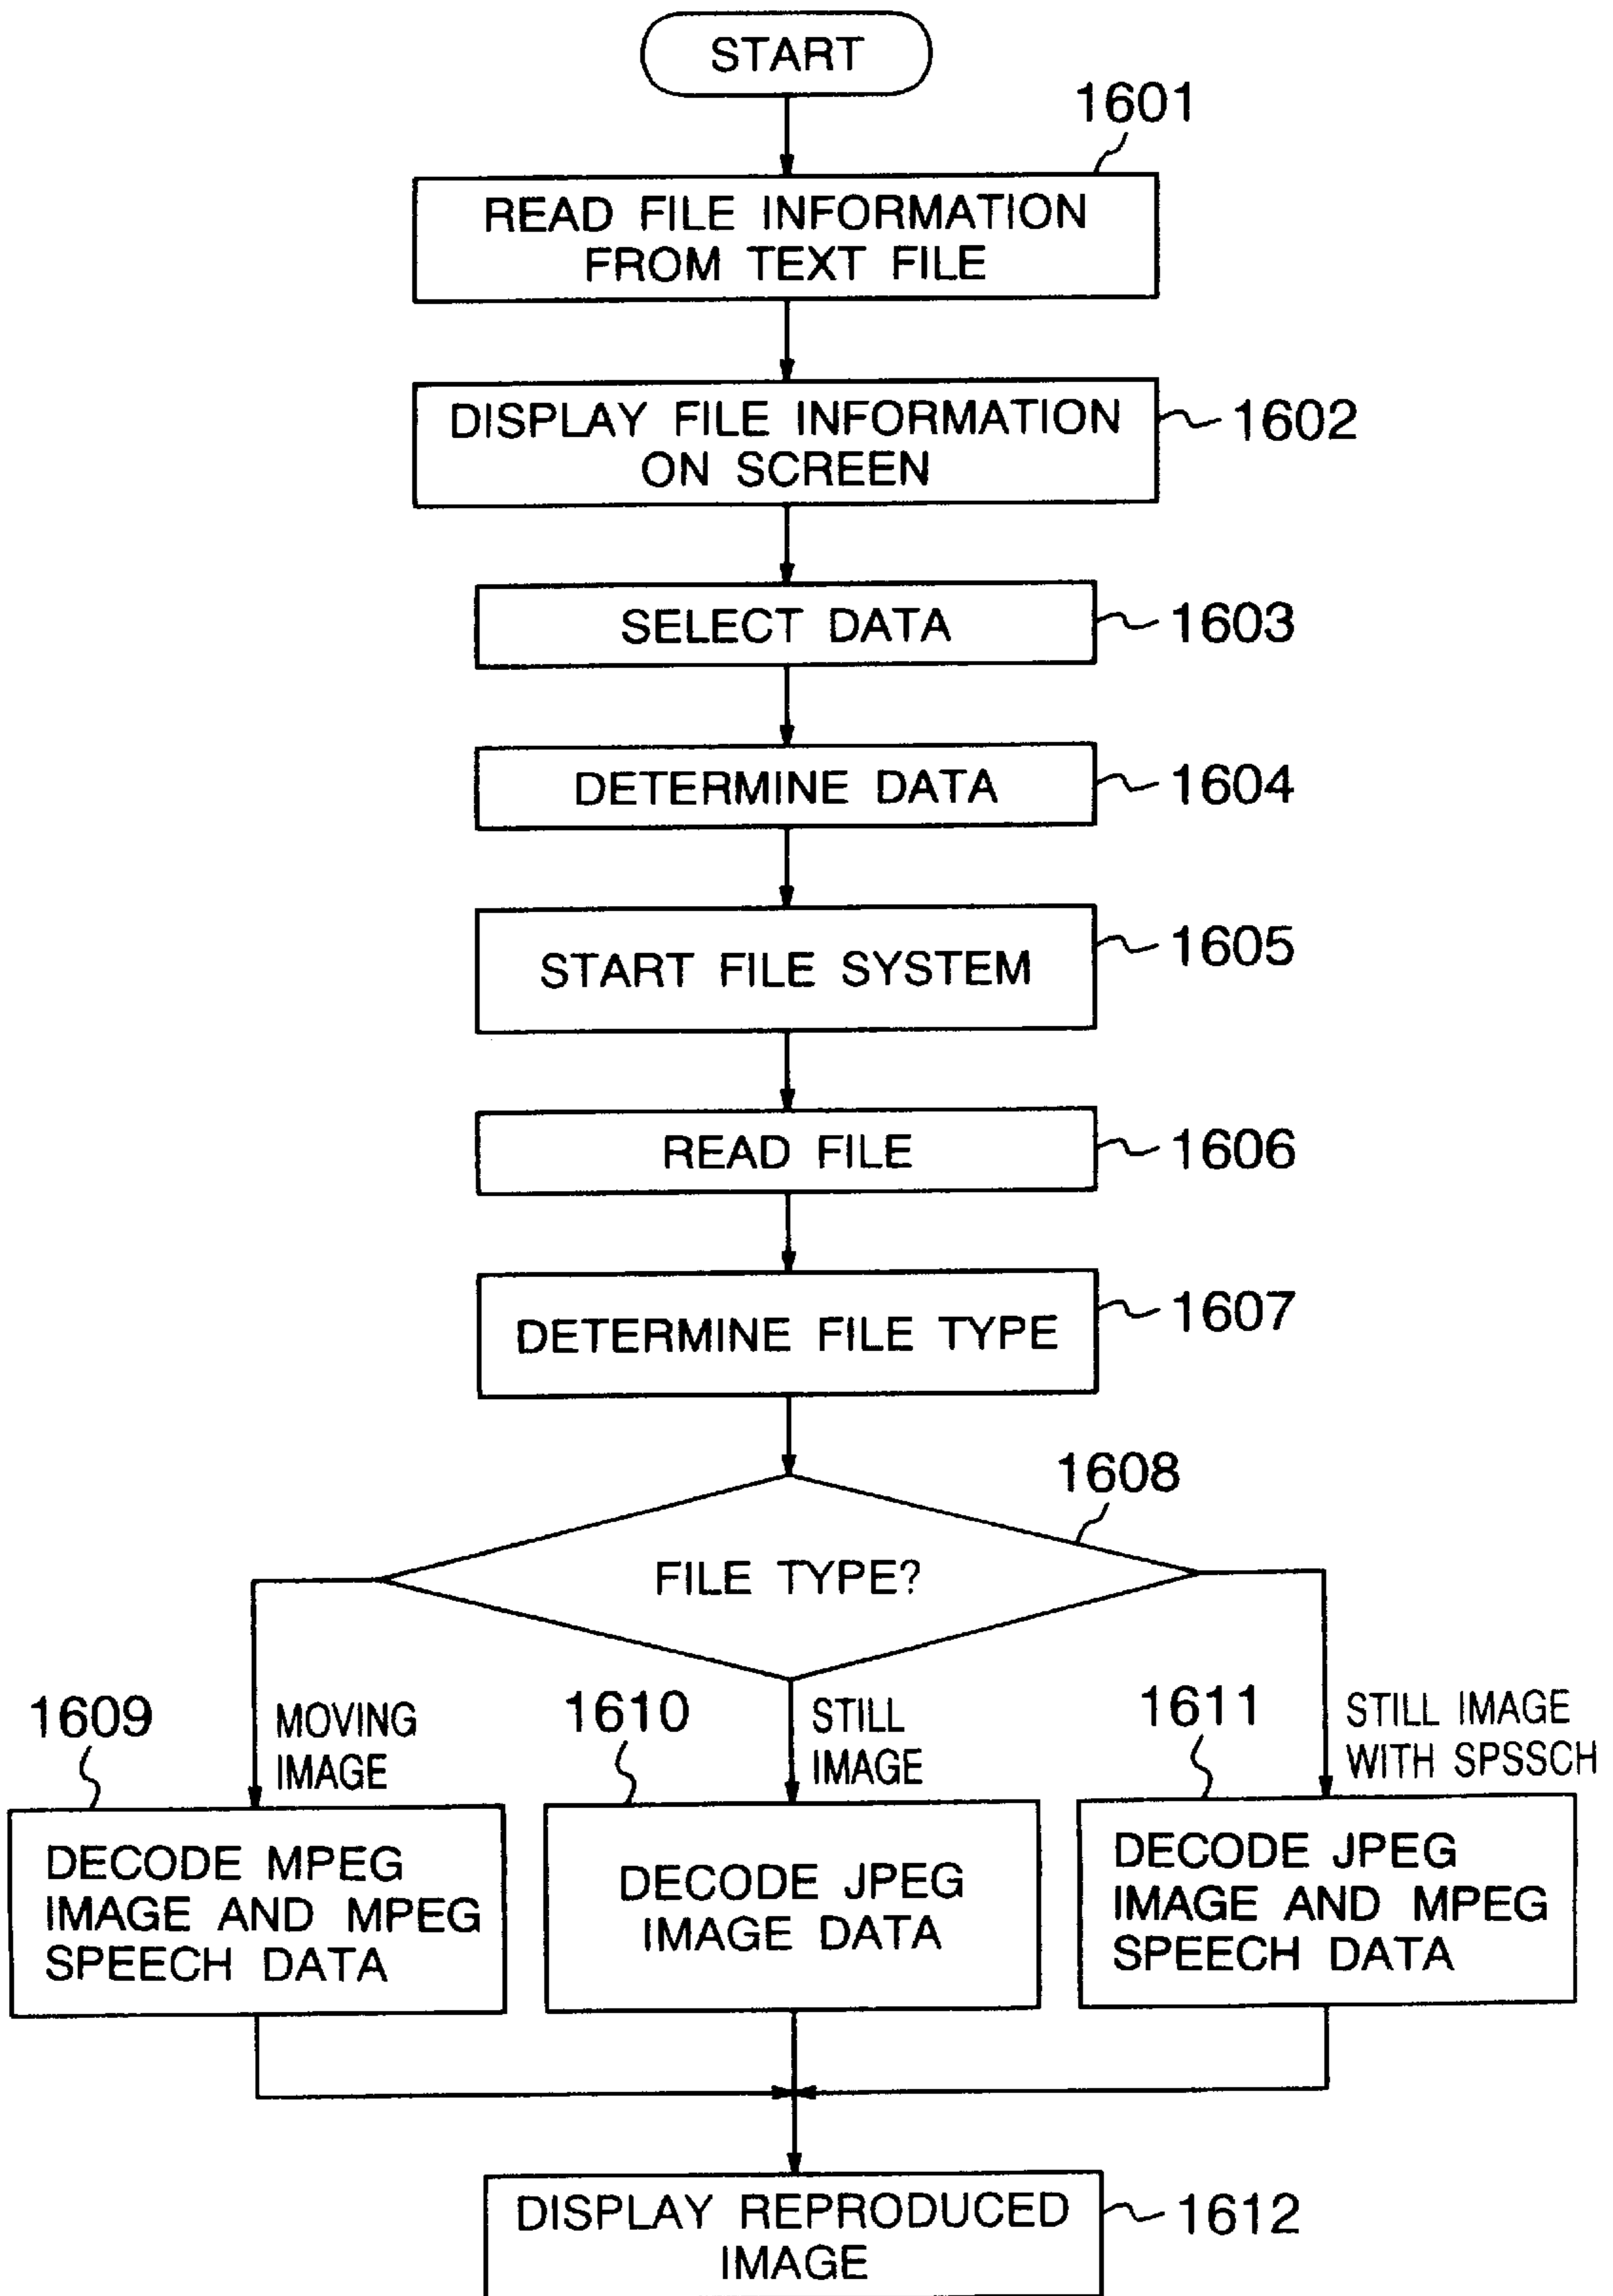 START
1601
READ FILE INFORMATION
FROM TEXT FILE
DISPLAY FILE INFORMATION
ON SCREEN
1602
SELECT DATA
1603
DETERMINE DATA
1604
START FILE SYSTEM
1605
READ FILE
1606
DETERMINE FILE TYPE
1607
1608
FILE TYPE?
1609
MOVING
IMAGE
1610
STILL
IMAGE
1611
STILL IMAGE
WITH SPSSCH
DECODE MPEG
IMAGE AND MPEG
SPEECH DATA
DECODE JPEG
IMAGE DATA
DECODE JPEG
IMAGE AND MPEG
SPEECH DATA
DISPLAY REPRODUCED
IMAGE
1612